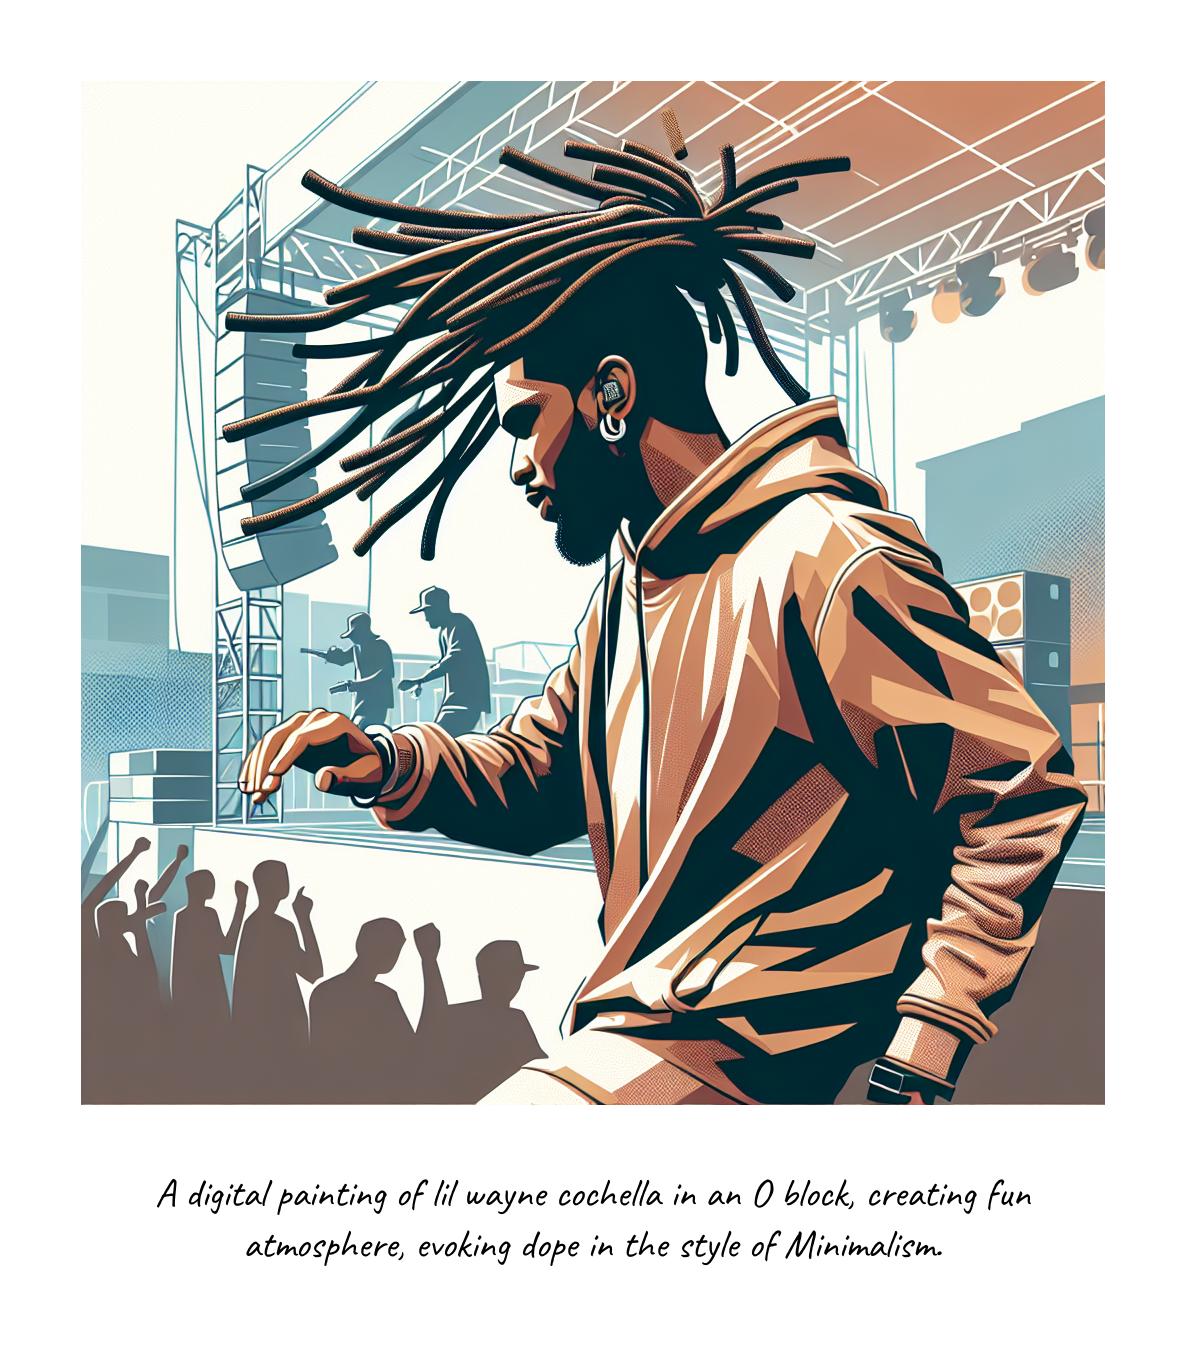 A digital painting of lil wayne cochella in an O block, creating fun
atmosphere, evoking dope in the style of Minimalism.